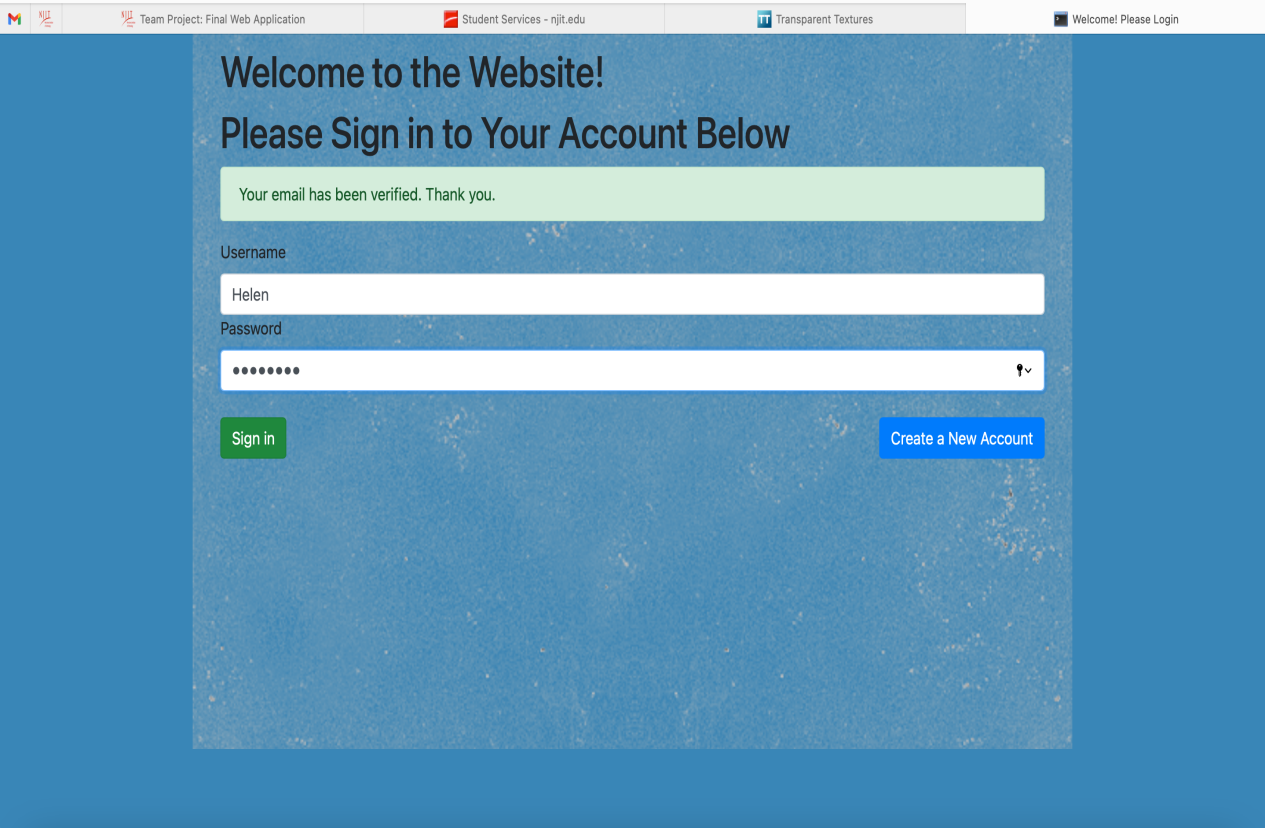 Team Project: Final Web Application
Student Services - njit.edu
TT Transparent Textures
Welcome! Please Login
Welcome to the Website!
Please Sign in to Your Account Below
Your email has been verified. Thank you.
Username
Helen
Password
Sign in
Create a New Account